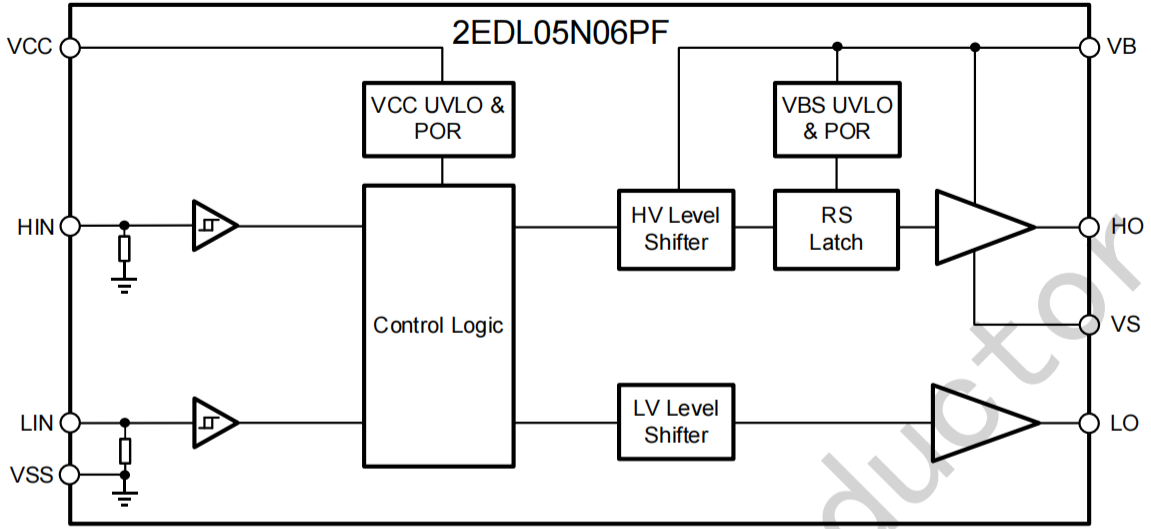 2EDL05N06PF
VCC
VB
VCC UVLO &
POR
VBS UVLO
& POR
HIN
HV Level
Shifter
RS
Latch
HO
Control Logic
VS
LIN
LV Level
Shifter
LO
VSS
ductor